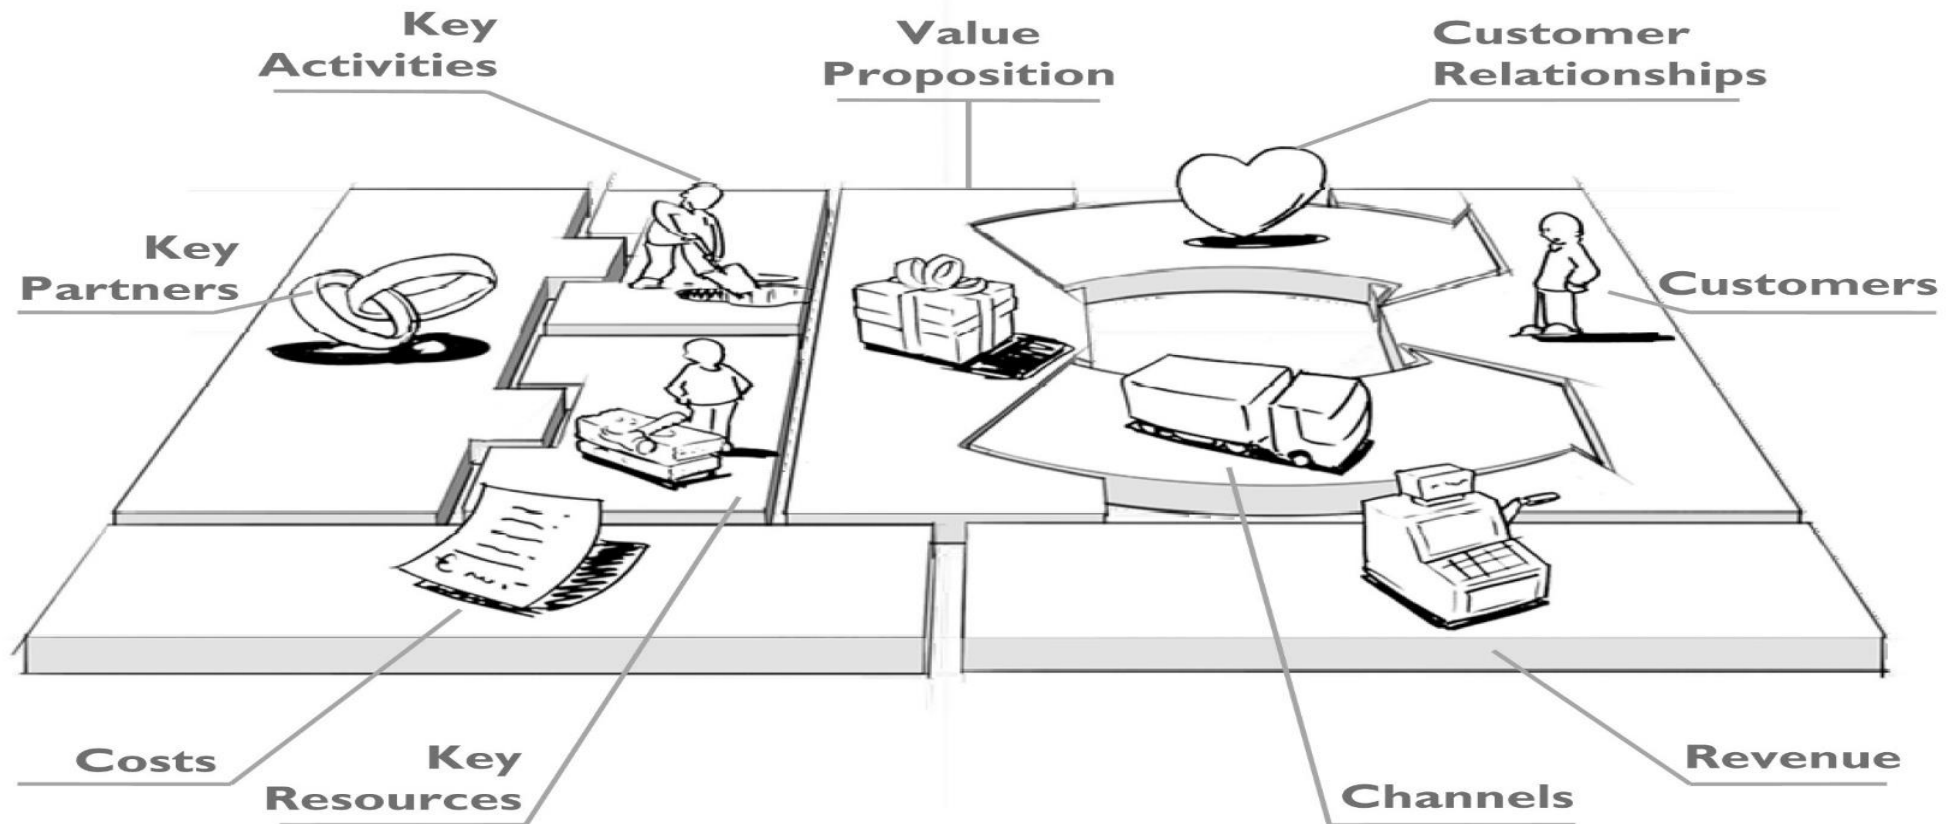 Key
Activities
Value
Proposition
Customer
Relationships
Key
Partners
Customers
Costs
Key
Resources
Channels
Revenue